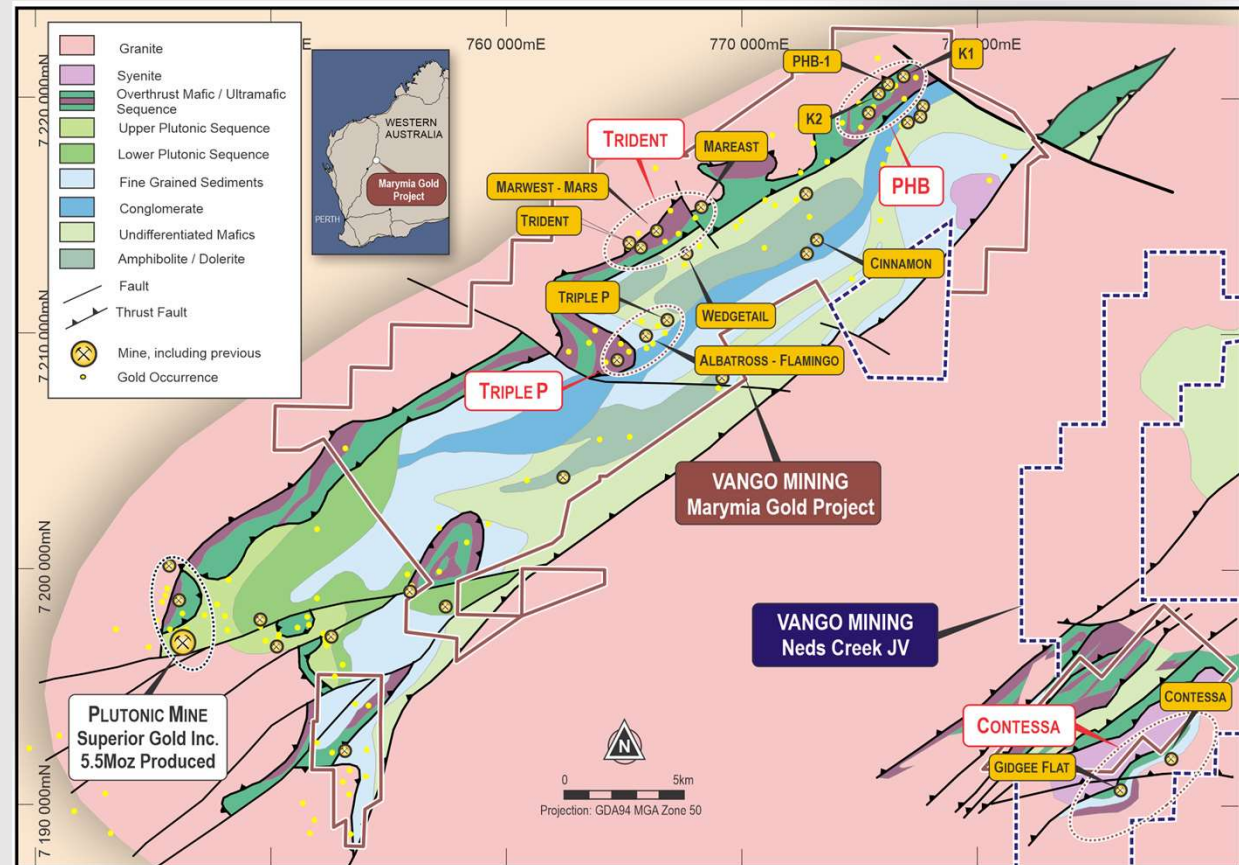 Granite
Syenite
Overthrust Mafic / Ultramafic
Sequence
Upper Plutonic Sequence
Lower Plutonic Sequence
Fine Grained Sediments
Conglomerate
Undifferentiated Mafics
Amphibolite / Dolerite
Fault
Thrust Fault
Mine, including previous
Gold Occurrence
WESTERN
AUSTRALIA
Marymia Gold
Project
PERTH
760 000mE
770 000mE
7 210 000mN
7 200 000mN
7 190 000mN
PHB-1
K1
K2
PHB
TRIDENT
MAREAST
MARWEST - MARS
TRIDENT
CINNAMON
TRIPLE P
WEDGETAIL
ALBATROSS - FLAMINGO
TRIPLE P
VANGO MINING
Marymia Gold Project
VANGO MINING
Neds Creek JV
CONTESSA
CONTESSA
GIDGEE FLAT
PLUTONIC MINE
Superior Gold Inc.
5.5Moz Produced
N
0 5km
Projection: GDA94 MGA Zone 50